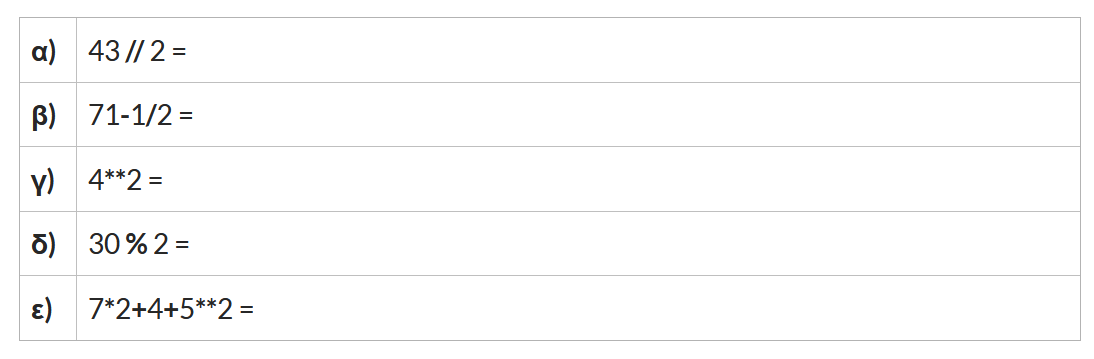 α) 43 // 2 =
β) 71-1/2 =
γ) 4**2 =
δ) 30 % 2 =
ε) 7*2+4+5**2 =